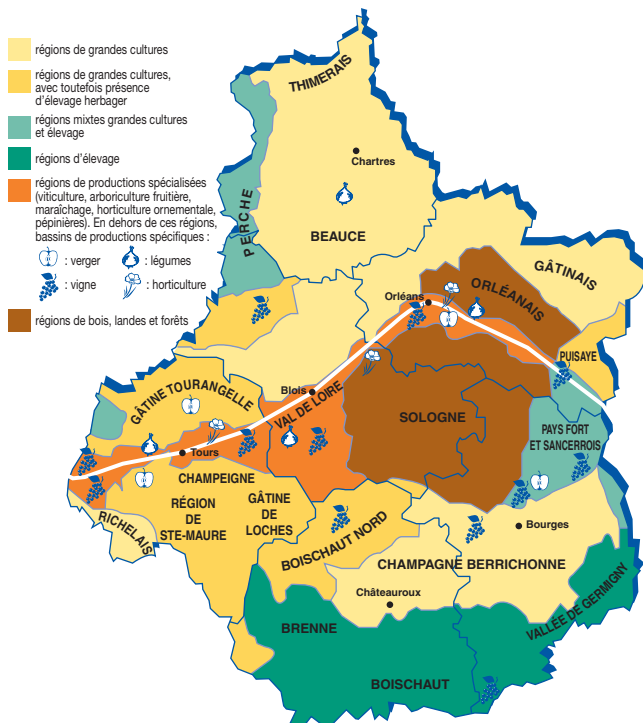 régions de grandes cultures
régions de grandes cultures,
avec toutefois présence
d'élevage herbager
régions mixtes grandes cultures
et élevage
régions d'élevage
régions de productions spécialisées
(viticulture, arboriculture fruitière,
maraîchage, horticulture ornementale,
pépinières). En dehors de ces régions,
bassins de productions spécifiques :
: verger
: légumes
: vigne
: horticulture
régions de bois, landes et forêts
THIMERAIS
Chartres
PERCHE
BEAUCE
GÂTINAIS
Orléans
ORLÉANAIS
PUISAYE
Blois
VAL DE LOIRE
GÂTINE TOURANGELLE
SOLOGNE
PAYS FORT
ET SANCERROIS
Tours
CHAMPEIGNE
RÉGION
DE
STE-MAURE
GÂTINE
DE
LOCHES
RICHELAIS
BOISCHAUT NORD
Bourges
CHAMPAGNE BERRICHONNE
Châteauroux
VALLÉE DE GERMIGNY
BRENNE
BOISCHAUT